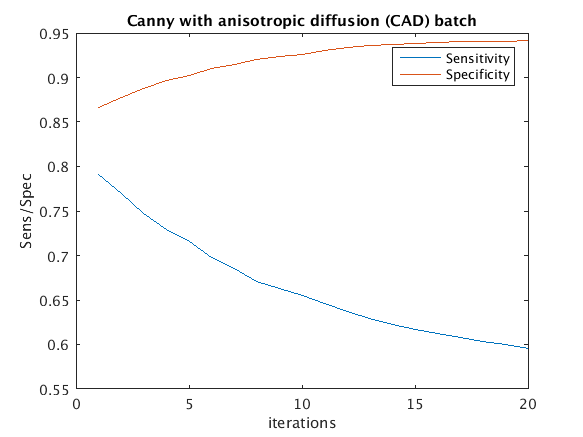 Canny with anisotropic diffusion (CAD) batch
0.95
0.9
0.85
0.8
0.75
0.7
0.65
0.6
0.55
Sens/Spec
Sensitivity
Specificity
0
5
10
15
20
iterations